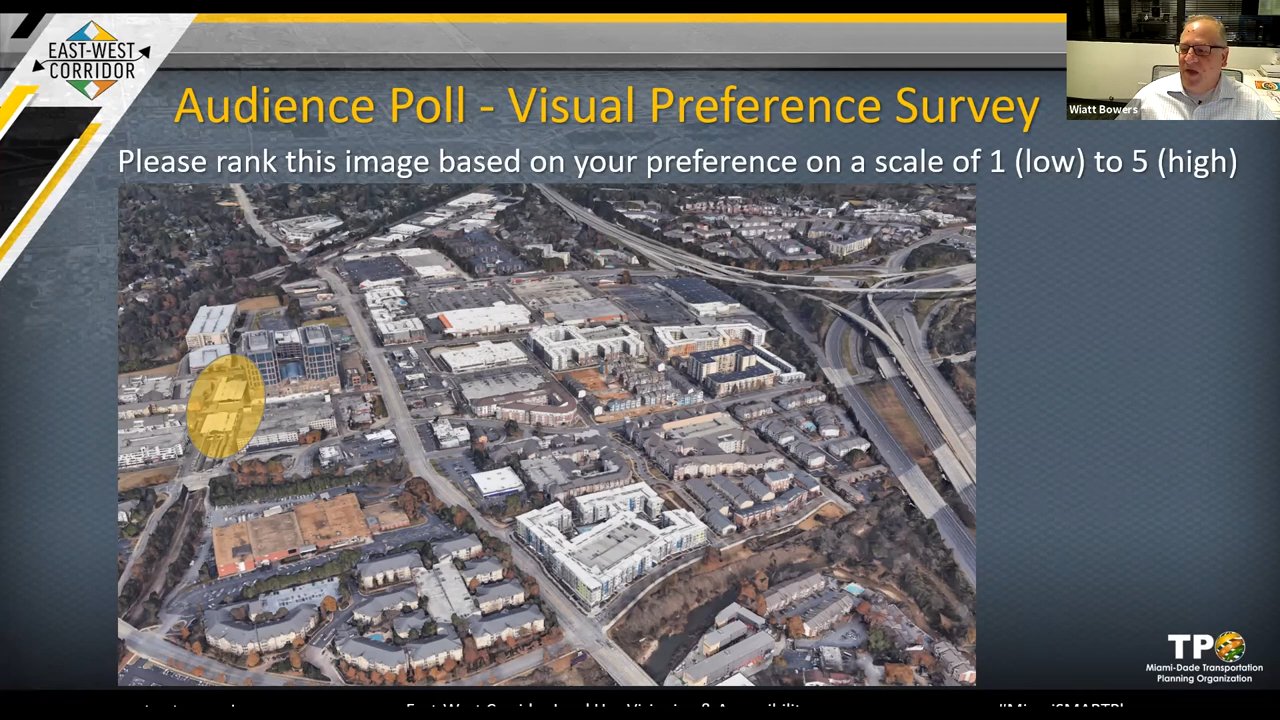 EAST-WEST
CORRIDOR
Audience Poll - Visual Preference Survey
Wiatt Bowers
Please rank this image based on your preference on a scale of 1 (low) to 5 (high)
TPO
Miami-Dade Transportation
Planning Organization